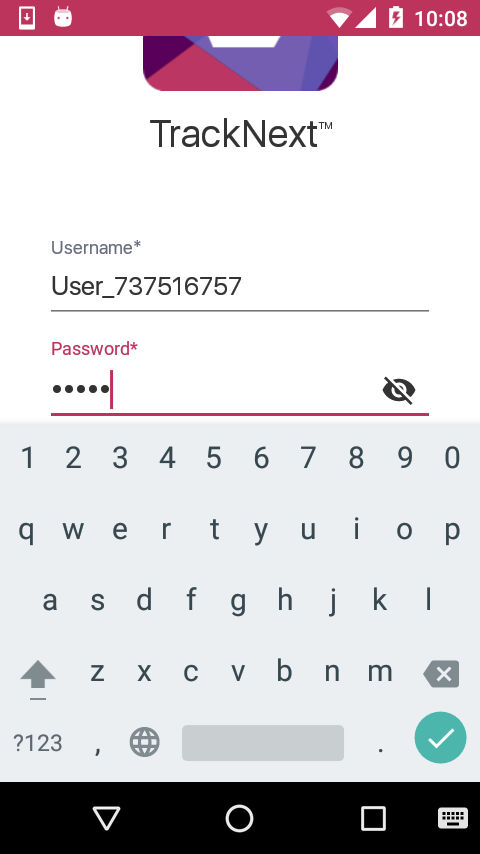 10:08
TrackNext™
Username*
User_737516757
Password*
•••••
1 2 3 4 5 6 7 8 9 0
q w e r t y u i o p
a s d f g h j k l
z x c v b n m
?123 , .